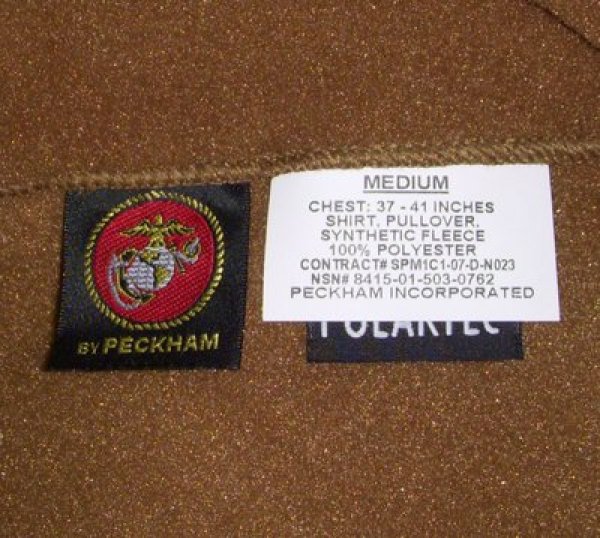 BY PECKHAM
MEDIUM
CHEST: 37 - 41 INCHES
SHIRT, PULLOVER,
SYNTHETIC FLEECE
100% POLYESTER
CONTRACT# SPM1C1-07-D-N023
NSN# 8415-01-503-0762
PECKHAM INCORPORATED
POLARTEC